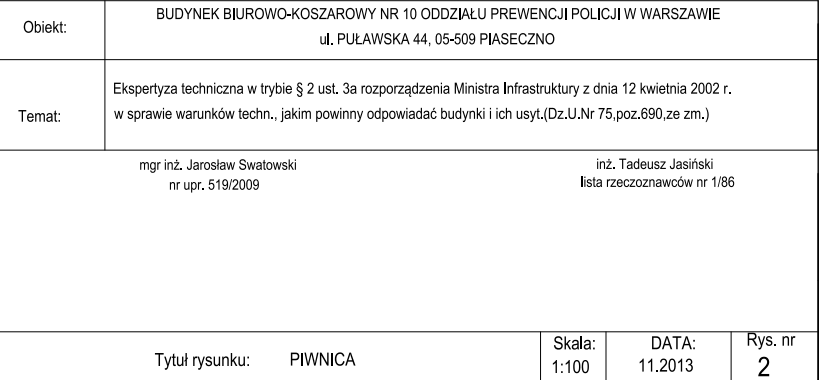 Obiekt:
BUDYNEK BIUROWO-KOSZAROWY NR 10 ODDZIAŁU PREWENCJI POLICJI W WARSZAWIE
ul. PUŁAWSKA 44, 05-509 PIASECZNO
Temat:
Ekspertyza techniczna w trybie § 2 ust. 3a rozporządzenia Ministra Infrastruktury z dnia 12 kwietnia 2002 r.
w sprawie warunków techn., jakim powinny odpowiadać budynki i ich usyt.(Dz.U.Nr 75,poz.690,ze zm.)
mgr inż. Jarosław Swatowski
nr upr. 519/2009
inż. Tadeusz Jasiński
lista rzeczoznawców nr 1/86
Tytuł rysunku: PIWNICA
Skala:
1:100
DATA:
11.2013
Rys. nr
2